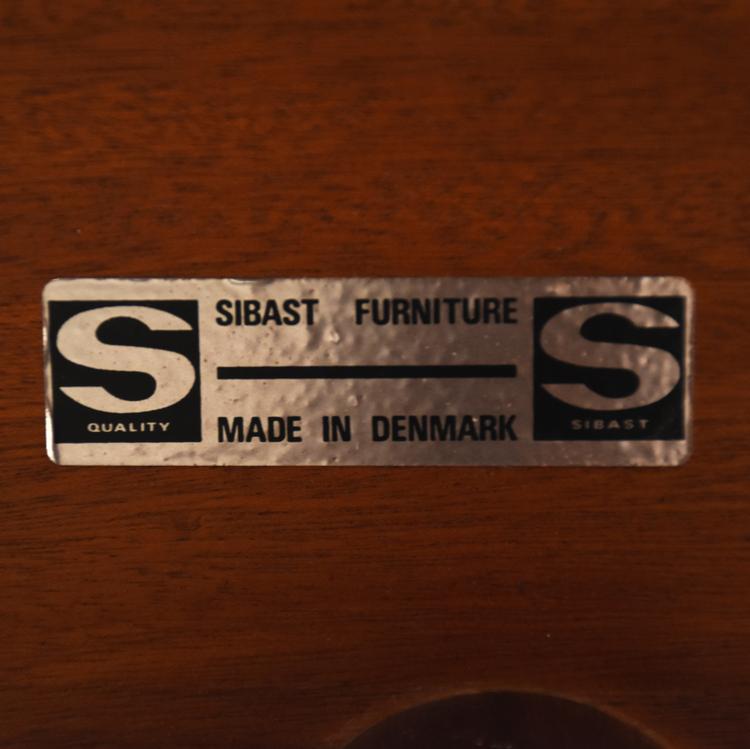 S
QUALITY
SIBAST FURNITURE
MADE IN DENMARK
S
SIBAST